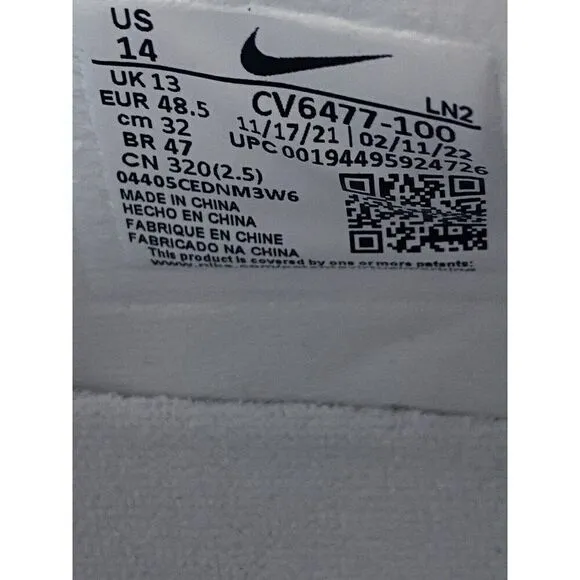 US
14
UK 13
EUR 48.5
cm 32
BR 47
CN 320(2.5)
04405CEDNM3W6
MADE IN CHINA
HECHO EN CHINA
FABRIQUE EN CHINE
FABRICADO NA CHINA
LN2
CV6477-100
11/17/21 | 02/11/22
UPC 00194495924726
This product is covered by one or more patents: